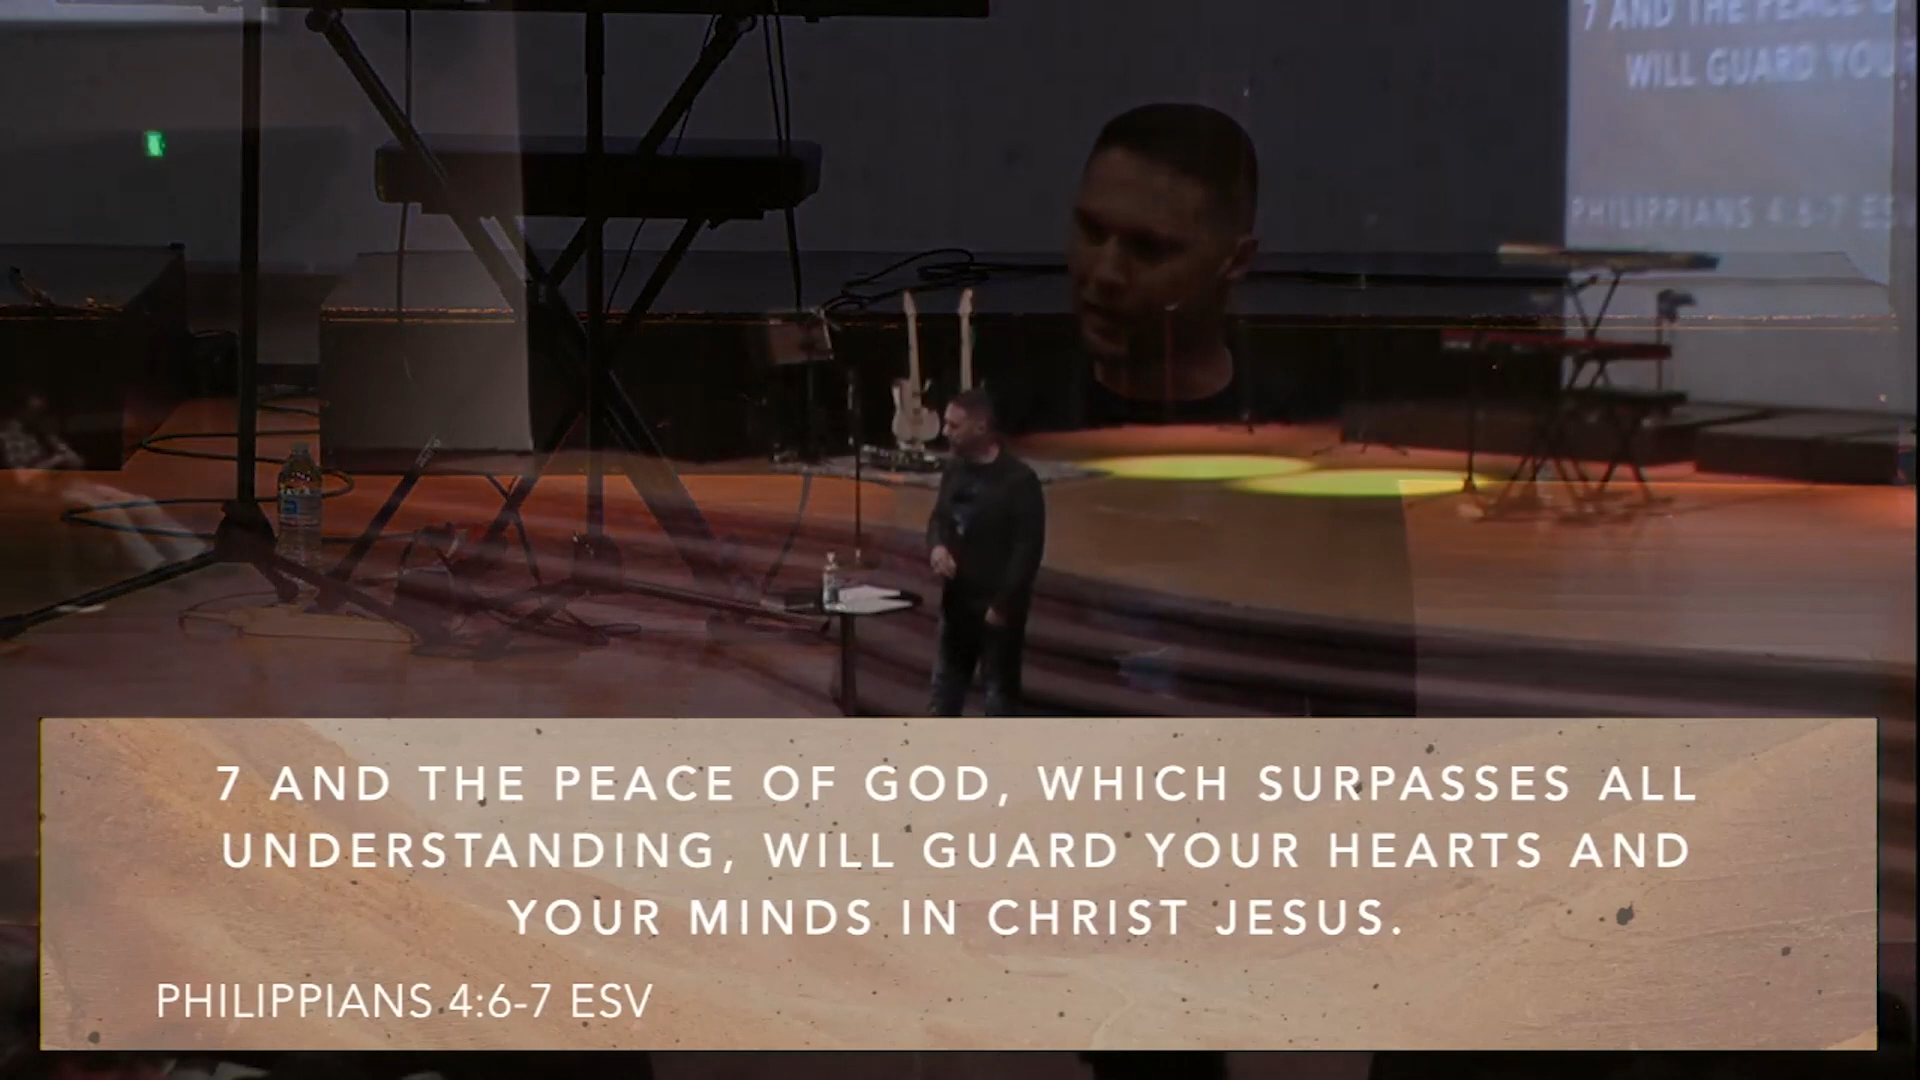 7 AND THE PEACE O
WILL GUARD YOUR
PHILIPPIANS 4:6-7 ES
7 AND THE PEACE OF GOD, WHICH SURPASSES ALL
UNDERSTANDING, WILL GUARD YOUR HEARTS AND
YOUR MINDS IN CHRIST JESUS.
PHILIPPIANS 4:6-7 ESV